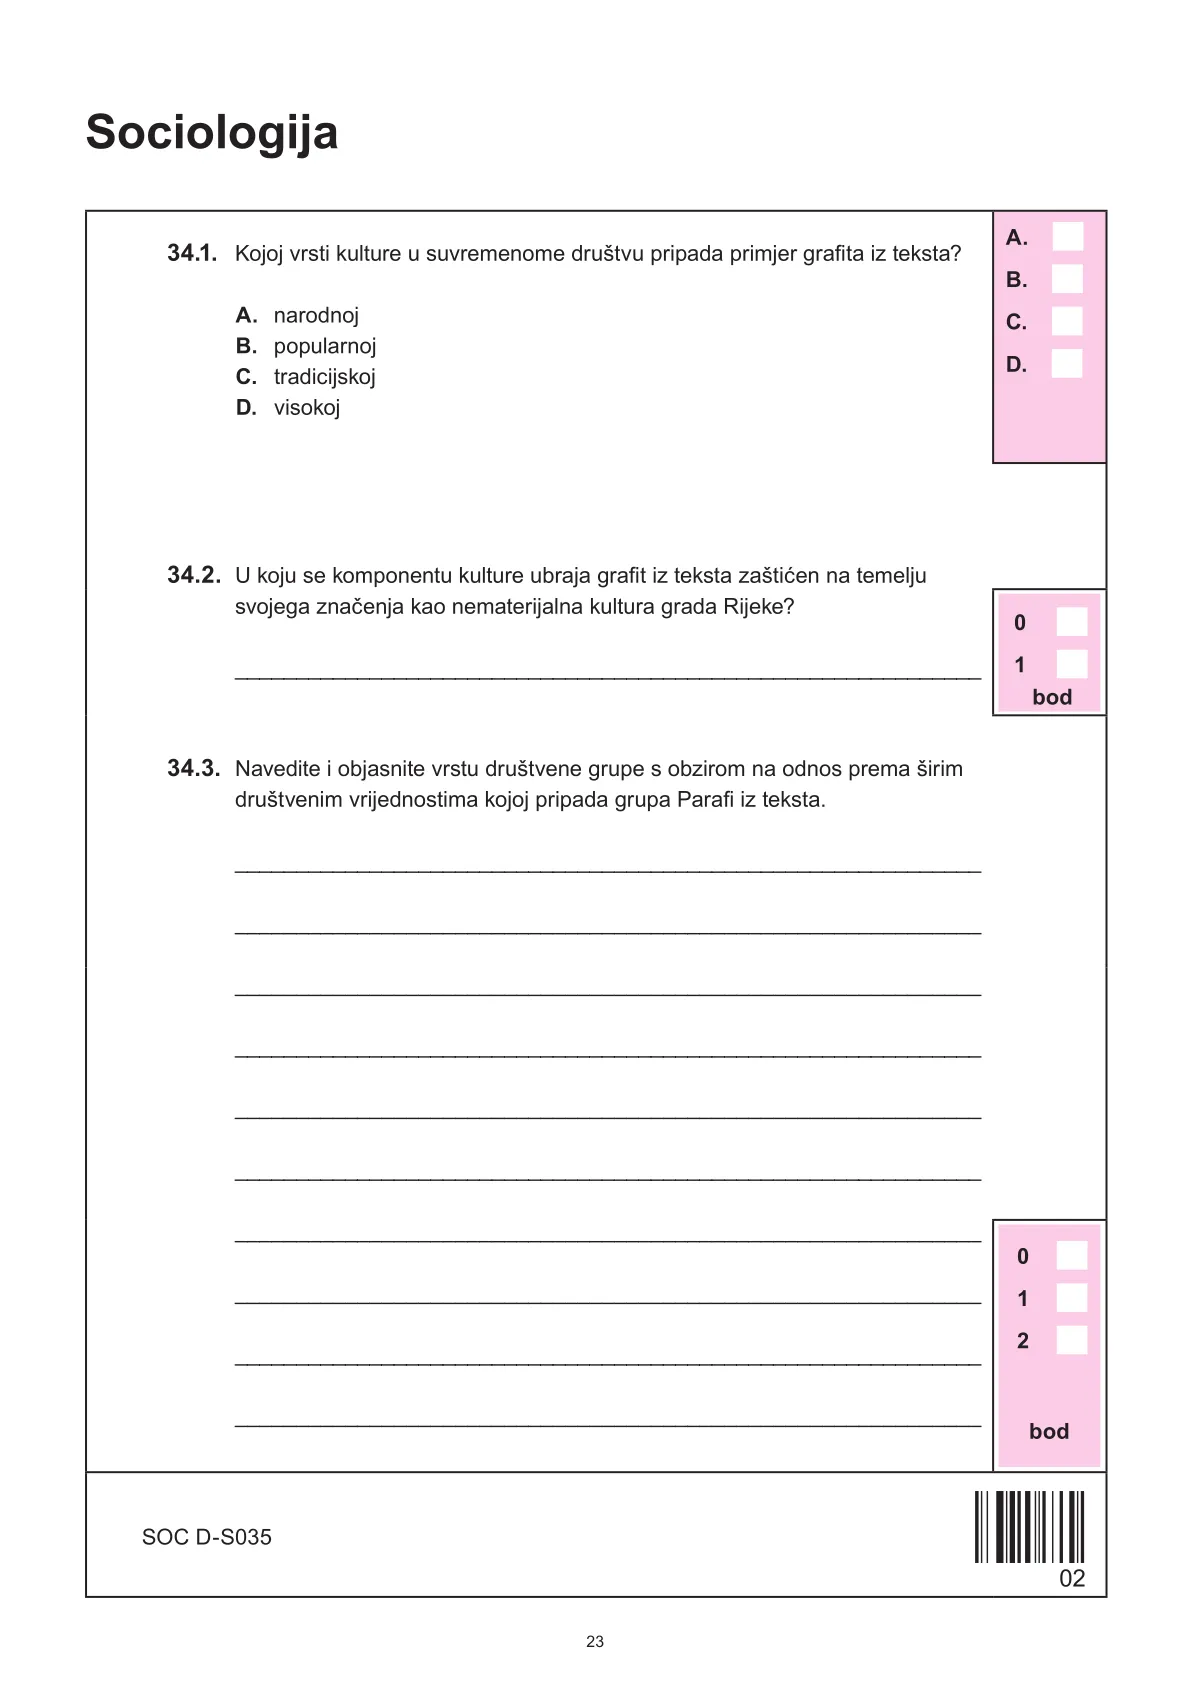 Sociologija
34.1. Kojoj vrsti kulture u suvremenome društvu pripada primjer grafita iz teksta?
A. narodnoj
B. popularnoj
C. tradicijskoj
D. visokoj
A.
B.
C.
D.
34.2. U koju se komponentu kulture ubraja grafit iz teksta zaštićen na temelju
svojega značenja kao nematerijalna kultura grada Rijeke?
0
1
bod
34.3. Navedite i objasnite vrstu društvene grupe s obzirom na odnos prema širim
društvenim vrijednostima kojoj pripada grupa Parafi iz teksta.
0
1
2
bod
SOC D-S035
02
23